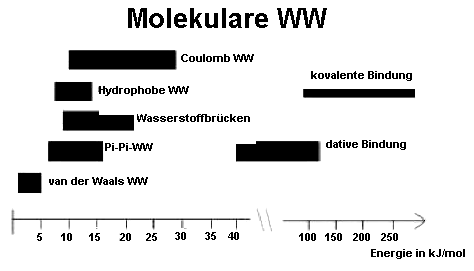 Molekulare WW
Coulomb WW
kovalente Bindung
Hydrophobe WW
Wasserstoffbrücken
Pi-Pi-WW
dative Bindung
van der Waals WW
5 10 15 20 30 35 40 100 150 200 250
Energie in kJ/mol